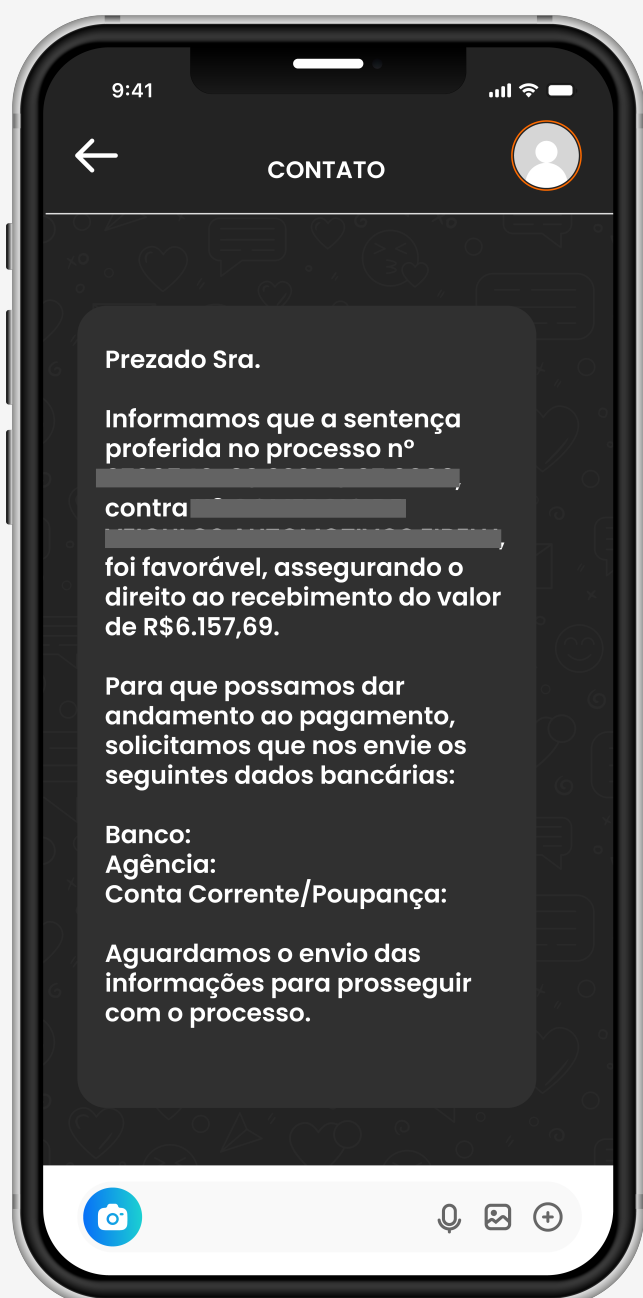 9:41
CONTATO
Prezado Sra.
Informamos que a sentença
proferida no processo nº
,
contra
,
foi favorável, assegurando o
direito ao recebimento do valor
de R$6.157,69.
Para que possamos dar
andamento ao pagamento,
solicitamos que nos envie os
seguintes dados bancárias:
Banco:
Agência:
Conta Corrente/Poupança:
Aguardamos o envio das
informações para prosseguir
com o processo.